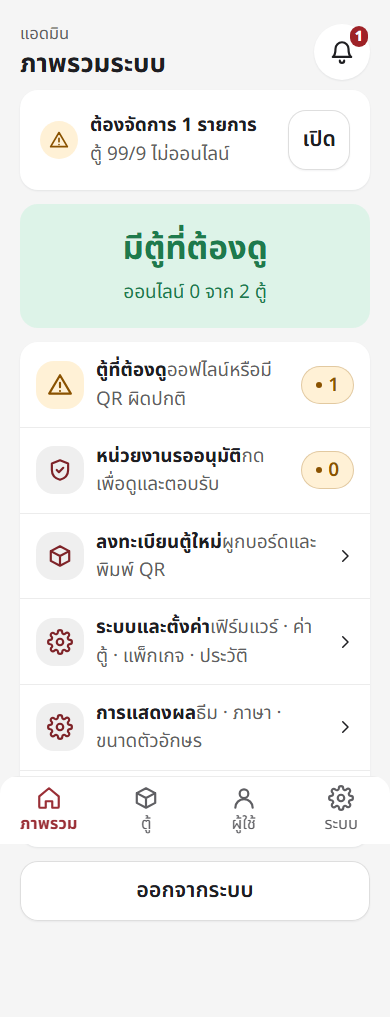 แอดมิน
ภาพรวมระบบ
1
ต้องจัดการ 1 รายการ
ตู้ 99/9 ไม่ออนไลน์
เปิด
มีตู้ที่ต้องดู
ออนไลน์ 0 จาก 2 ตู้
ตู้ที่ต้องดูออฟไลน์หรือมี
QR ผิดปกติ
• 1
หน่วยงานรออนุมัติกด
เพื่อดูและตอบรับ
• 0
ลงทะเบียนตู้ใหม่ผูกบอร์ดและ
พิมพ์ QR
ระบบและตั้งค่าเฟิร์มแวร์ · ค่า
ตู้ · แพ็กเกจ · ประวัติ
การแสดงผลธีม · ภาษา ·
ขนาดตัวอักษร
ภาพรวม
ตู้
ผู้ใช้
ระบบ
ออกจากระบบ